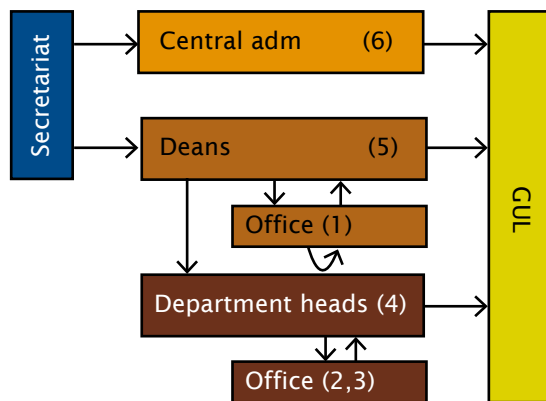 Secretariat
Central adm (6)
Deans (5)
Office (1)
Department heads (4)
Office (2,3)
GUL